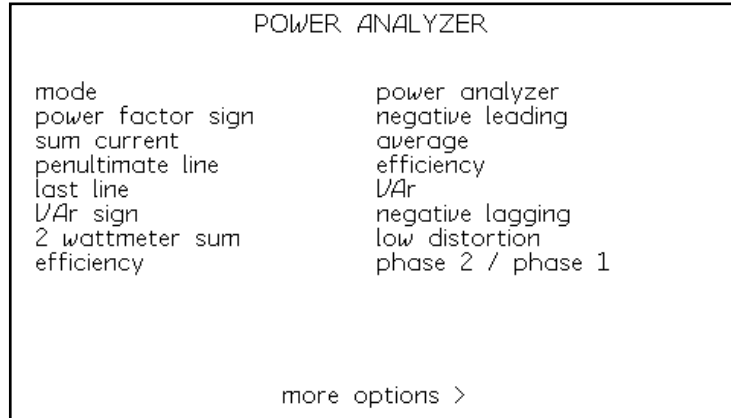 POWER ANALYZER
mode power analyzer
power factor sign negative leading
sum current average
penultimate line efficiency
last line VAr
VAr sign negative lagging
2 wattmeter sum low distortion
efficiency phase 2 / phase 1
more options >